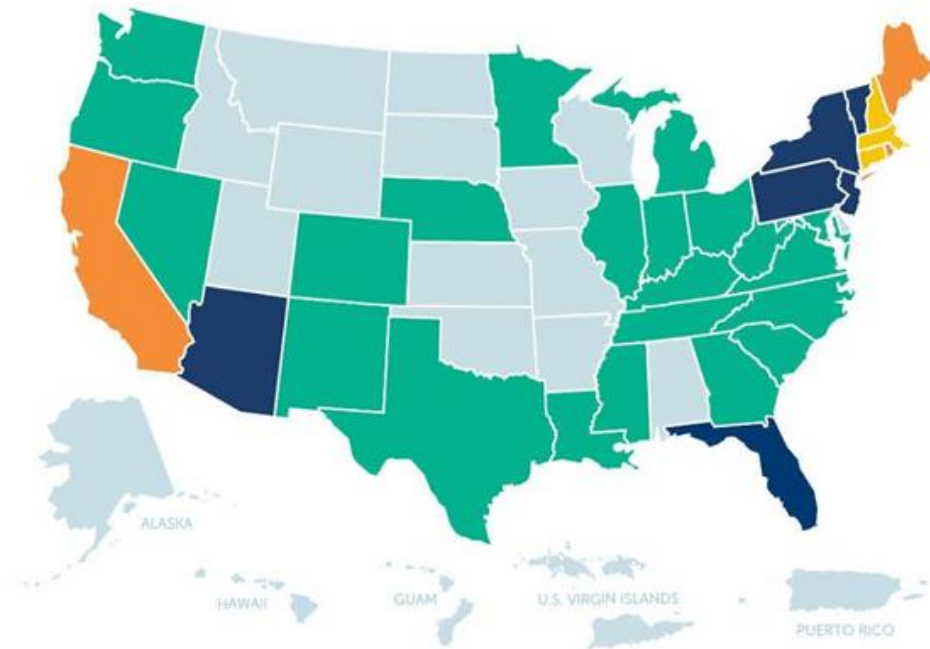 ALASKA
HAWAII
GUAM
U.S. VIRGIN ISLANDS
PUERTO RICO